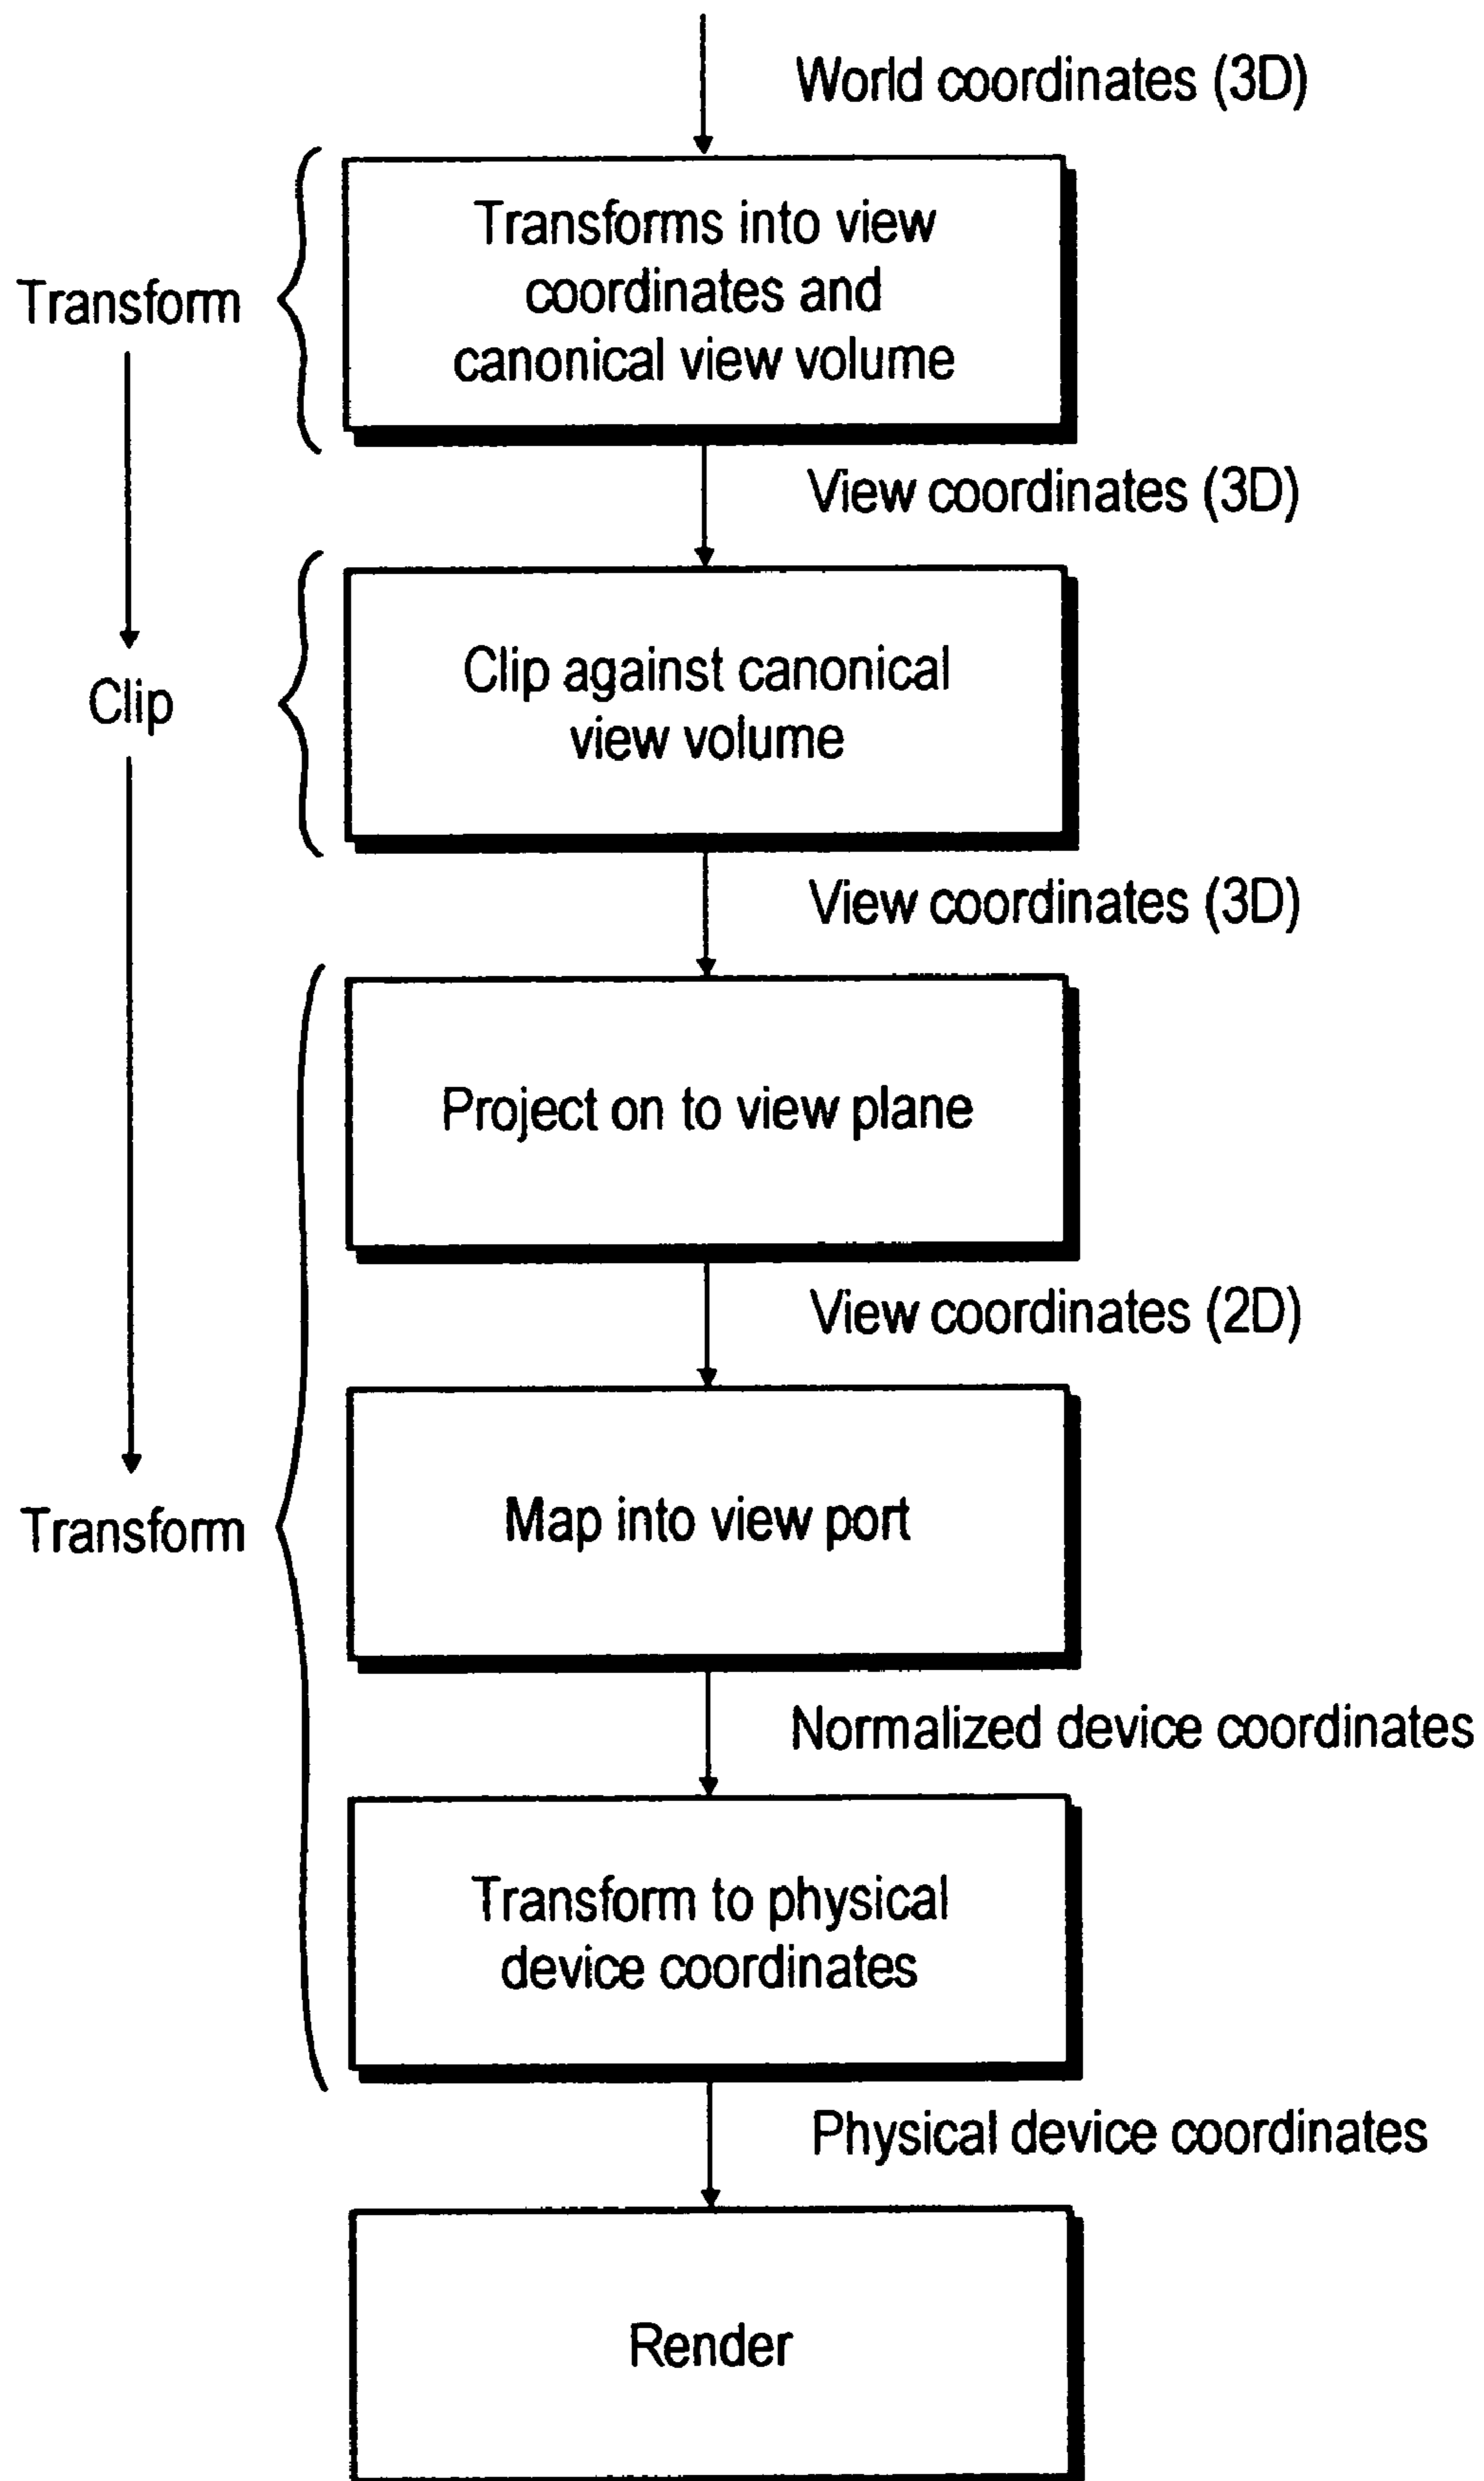 World coordinates (3D)
Transforms into view
coordinates and
canonical view volume
Transform
View coordinates (3D)
Clip against canonical
view volume
Clip
View coordinates (3D)
Project on to view plane
View coordinates (2D)
Map into view port
Transform
Normalized device coordinates
Transform to physical
device coordinates
Physical device coordinates
Render